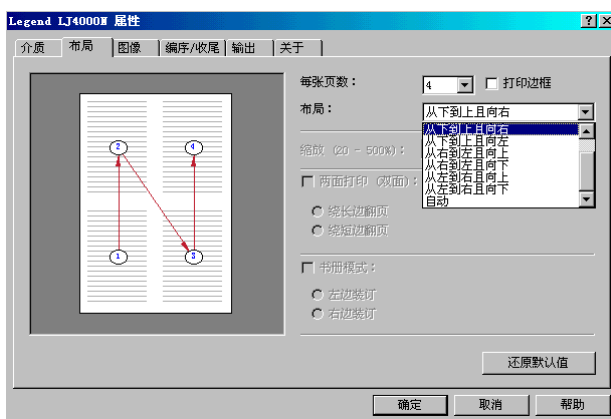 Legend LJ4000N 属性
介质 布局 图像 编序/收尾 输出 关于
每张页数： 4 打印边框
布局： 从下到上且向右
从下到上且向右
从下到上且向左
从右到左且向上
从右到左且向下
从左到右且向上
从左到右且向下
自动
缩放 (20 - 500%)：
两面打印 (双面)：
绕长边翻页
绕短边翻页
书册模式：
左边装订
右边装订
2 4
1 3
还原默认值
确定 取消 帮助